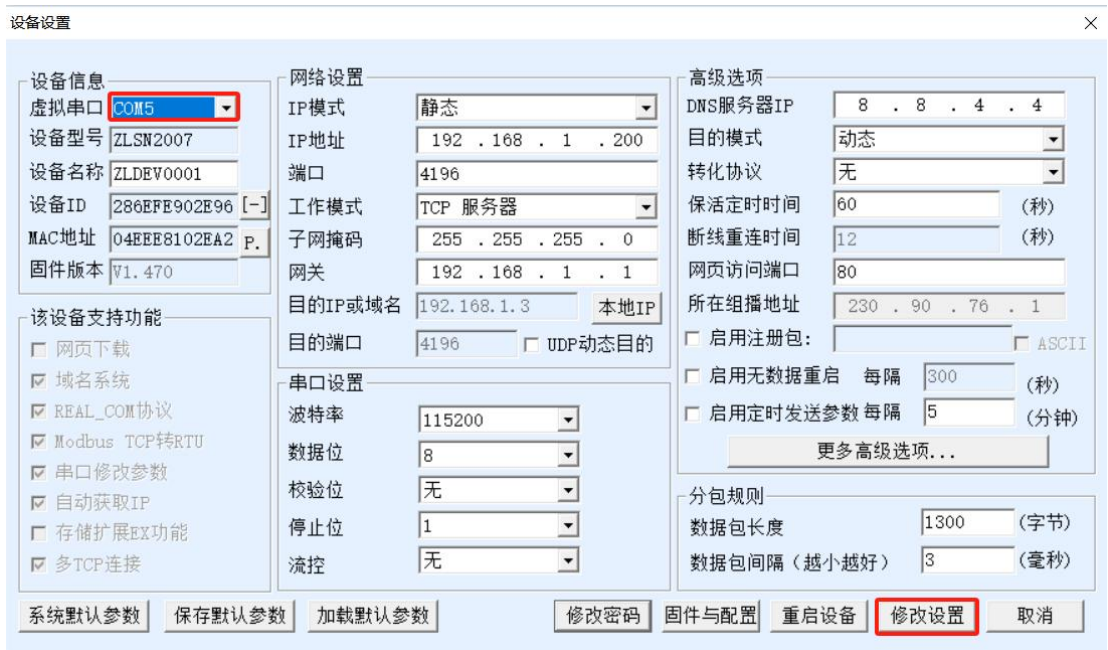 设备设置
设备信息
虚拟串口 COM5
设备型号 ZLSN2007
设备名称 ZLDEV0001
设备ID 286EFE902E96 [-]
MAC地址 04EEE8102EA2 P.
固件版本 V1.470
该设备支持功能
网页下载
域名系统
REAL_COM协议
Modbus TCP转RTU
串口修改参数
自动获取IP
存储扩展EX功能
多TCP连接
网络设置
IP模式 静态
IP地址 192 . 168 . 1 . 200
端口 4196
工作模式 TCP 服务器
子网掩码 255 . 255 . 255 . 0
网关 192 . 168 . 1 . 1
目的IP或域名 192.168.1.3 本地IP
目的端口 4196 UDP动态目的
串口设置
波特率 115200
数据位 8
校验位 无
停止位 1
流控 无
高级选项
DNS服务器IP 8 . 8 . 4 . 4
目的模式 动态
转化协议 无
保活定时时间 60 (秒)
断线重连时间 12 (秒)
网页访问端口 80
所在组播地址 230 . 90 . 76 . 1
启用注册包: ASCII
启用无数据重启 每隔 300 (秒)
启用定时发送参数 每隔 5 (分钟)
更多高级选项...
分包规则
数据包长度 1300 (字节)
数据包间隔（越小越好） 3 (毫秒)
系统默认参数 保存默认参数 加载默认参数 修改密码 固件与配置 重启设备 修改设置 取消